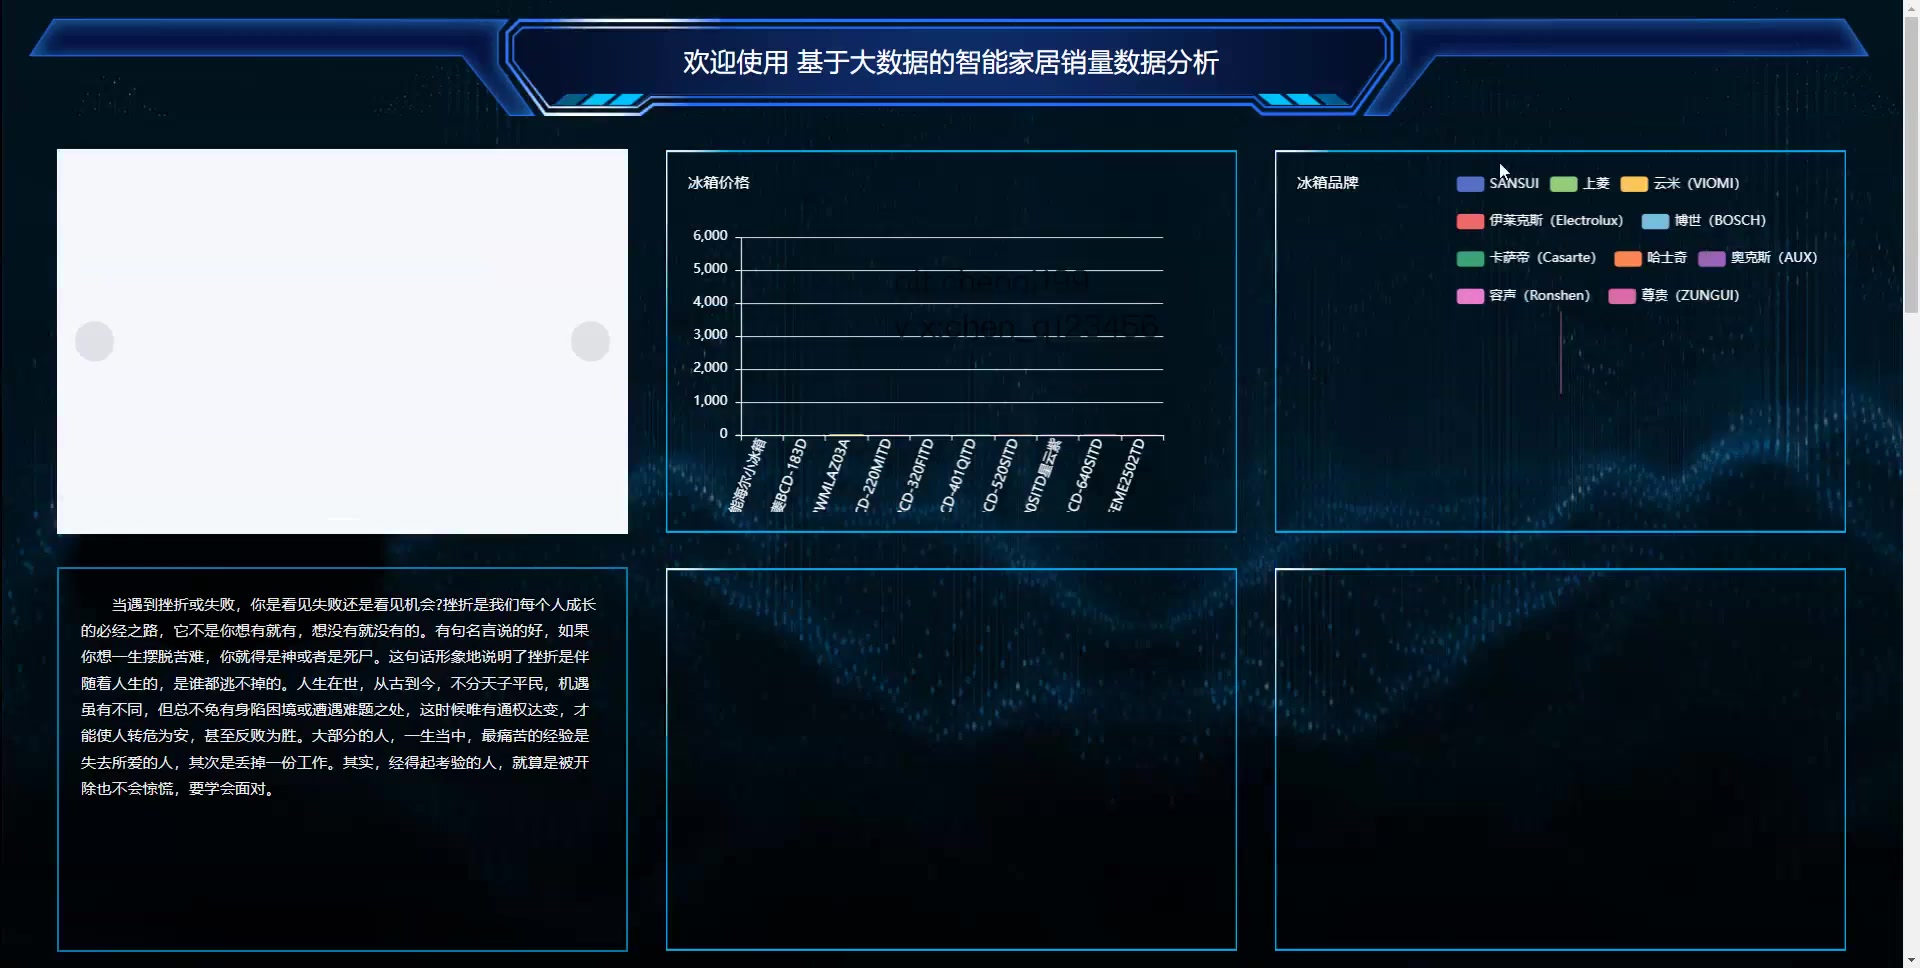 欢迎使用 基于大数据的智能家居销量数据分析
冰箱价格
6,000
5,000
4,000
3,000
2,000
1,000
0
能海尔小冰箱
菱BCD-183D
WMLAZ03A
CD-220MITD
CD-320FITD
CD-401QITD
CD-520SITD
0SITD星云紫
CD-640SITD
EME2502TD
y x:chen_q123456
冰箱品牌
SANSUI 上菱 云米（VIOMI）
伊莱克斯（Electrolux） 博世（BOSCH）
卡萨帝（Casarte） 哈士奇 奥克斯（AUX）
容声（Ronshen） 尊贵（ZUNGUI）
当遇到挫折或失败，你是看见失败还是看见机会?挫折是我们每个人成长
的必经之路，它不是你想有就有，想没有就没有的。有句名言说的好，如果
你想一生摆脱苦难，你就得是神或者是死尸。这句话形象地说明了挫折是伴
随着人生的，是谁都逃不掉的。人生在世，从古到今，不分天子平民，机遇
虽有不同，但总不免有身陷困境或遭遇难题之处，这时候唯有通权达变，才
能使人转危为安，甚至反败为胜。大部分的人，一生当中，最痛苦的经验是
失去所爱的人，其次是丢掉一份工作。其实，经得起考验的人，就算是被开
除也不会惊慌，要学会面对。